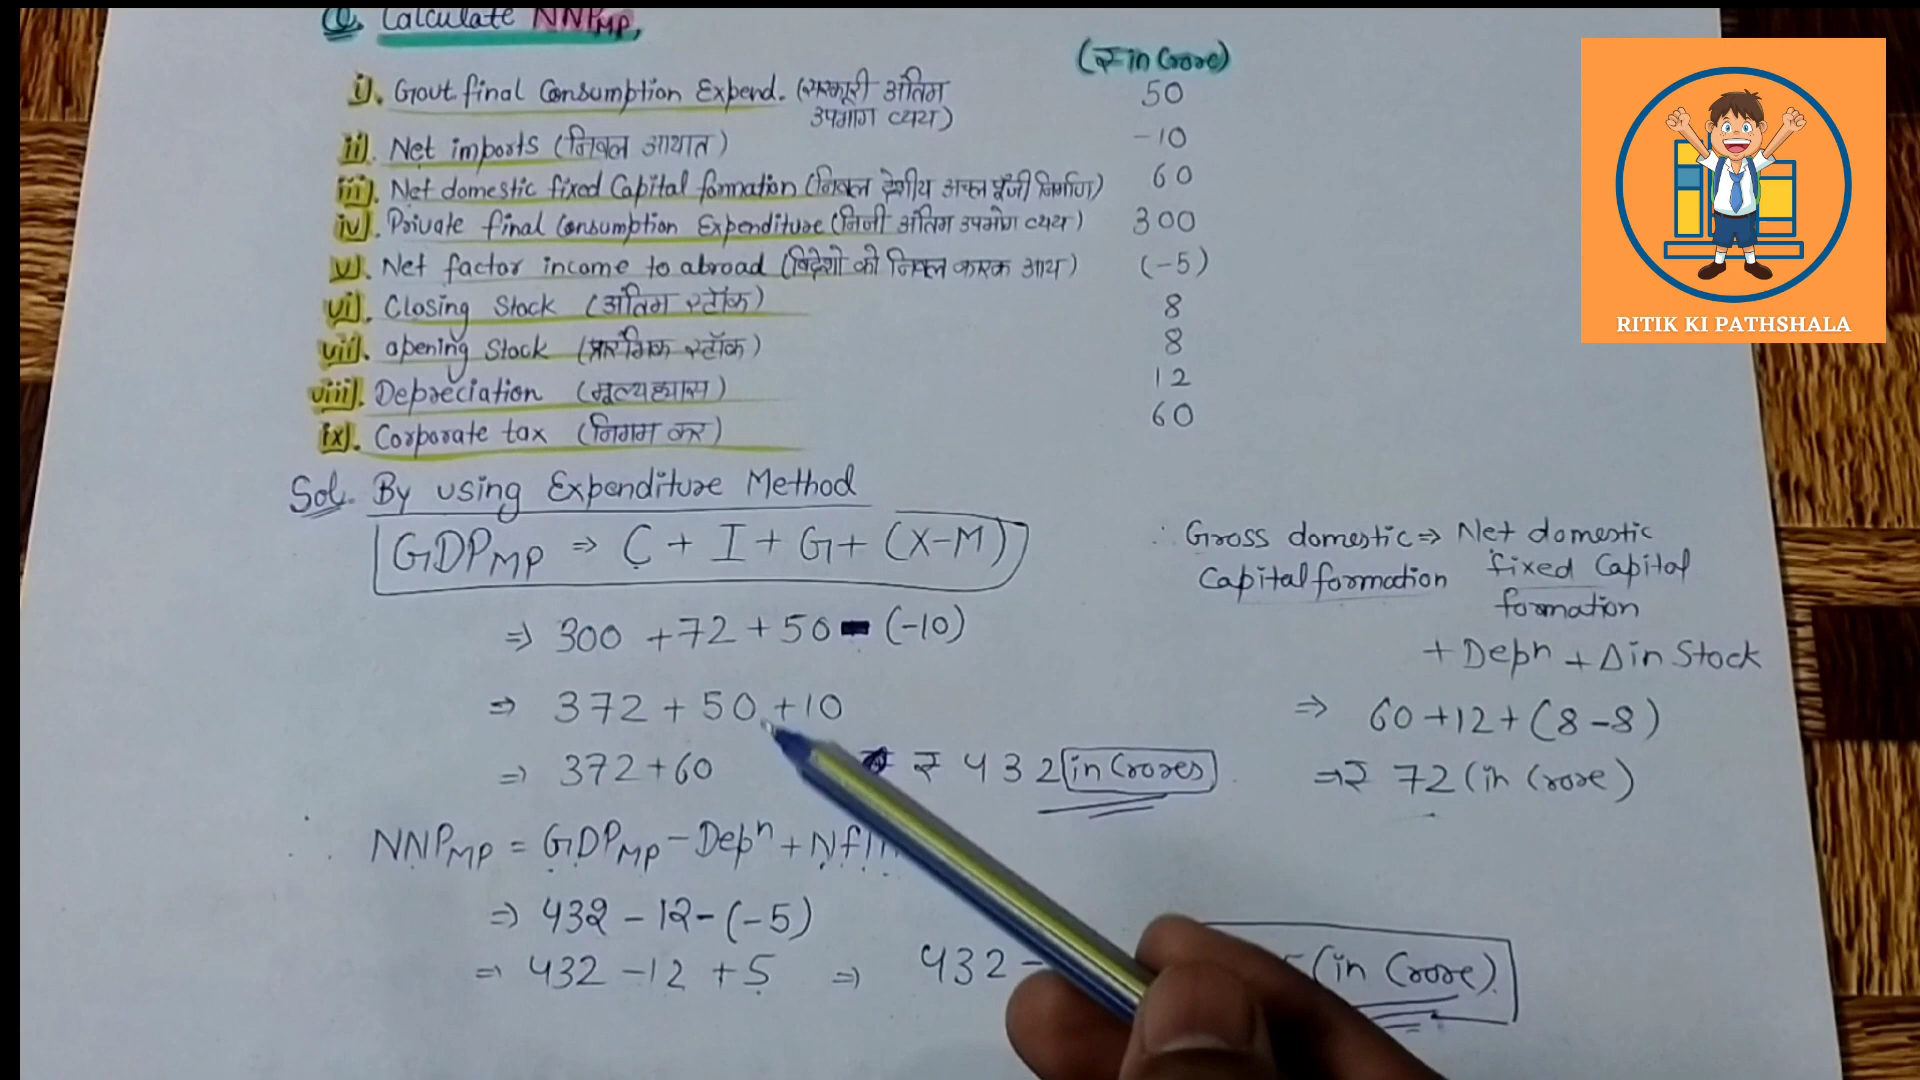 Q. Calculate NNPMP,
(₹ in Crore)
i). Govt. final Consumption Expend. (सरकारी अंतिम उपभोग व्यय) 50
ii). Net imports (निवल आयात) -10
iii). Net domestic fixed Capital formation (निवल देशीय अचल पूँजी निर्माण) 60
iv). Private final Consumption Expenditure (निजी अंतिम उपभोग व्यय) 300
v). Net factor income to abroad (विदेशो को निवल कारक आय) (-5)
vi). Closing Stock (अंतिम स्टॉक) 8
vii). opening Stock (प्रारंभिक स्टॉक) 8
viii). Depreciation (मूल्यह्यास) 12
ix). Corporate tax (निगम कर) 60
Sol. By using Expenditure Method
GDPMP ⇒ C + I + G + (X-M)
⇒ 300 + 72 + 50 - (-10)
⇒ 372 + 50 + 10
⇒ 372 + 60 ₹ 432 in Crores
NNPMP = GDPMP - Depn +
⇒ 432 - 12 - (-5)
⇒ 432 - 12 + 5 ⇒ 432 - (in Crore).
∴ Gross domestic ⇒ Net domestic
Capital formation fixed Capital
formation
+ Depn + Δ in Stock
⇒ 60 + 12 + (8 - 8)
⇒ ₹ 72 (in Crore)
RITIK KI PATHSHALA